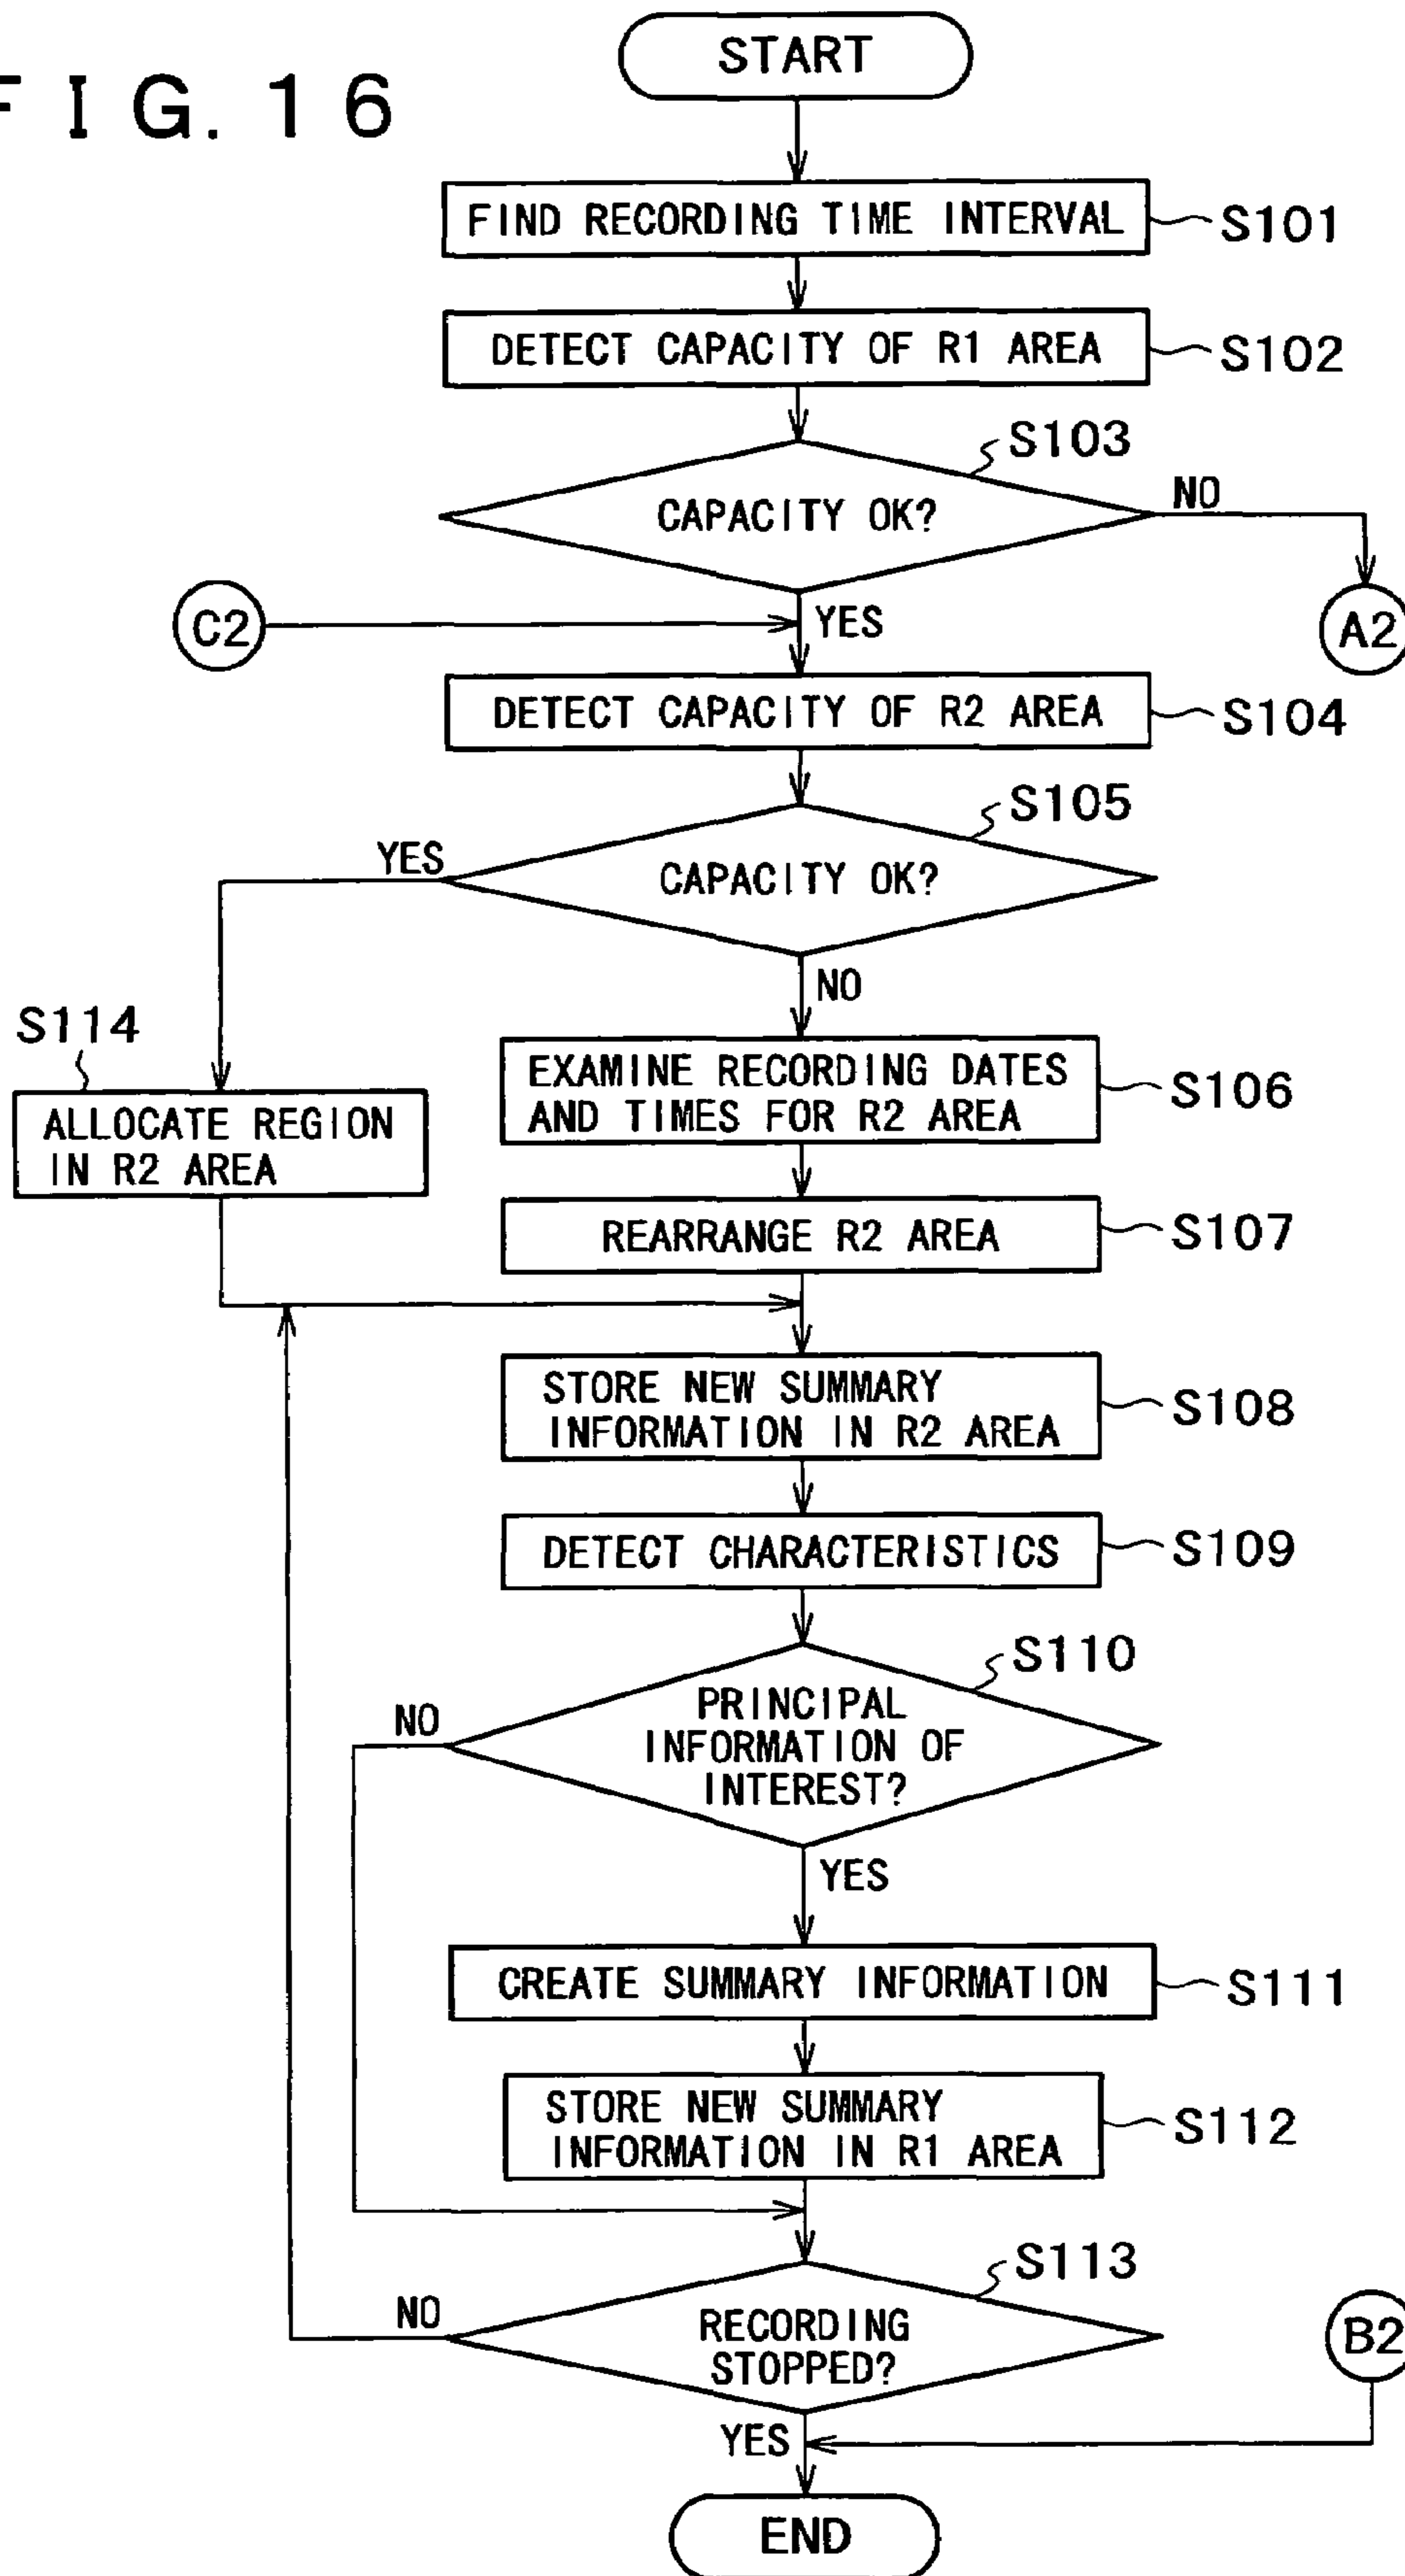 FIG. 16
START
FIND RECORDING TIME INTERVAL
S101
DETECT CAPACITY OF R1 AREA
S102
S103
CAPACITY OK?
NO
C2
YES
A2
DETECT CAPACITY OF R2 AREA
S104
S105
YES
CAPACITY OK?
NO
S114
EXAMINE RECORDING DATES
AND TIMES FOR R2 AREA
S106
ALLOCATE REGION
IN R2 AREA
REARRANGE R2 AREA
S107
STORE NEW SUMMARY
INFORMATION IN R2 AREA
S108
DETECT CHARACTERISTICS
S109
S110
NO
PRINCIPAL
INFORMATION OF
INTEREST?
YES
CREATE SUMMARY INFORMATION
S111
STORE NEW SUMMARY
INFORMATION IN R1 AREA
S112
S113
NO
RECORDING
STOPPED?
B2
YES
END